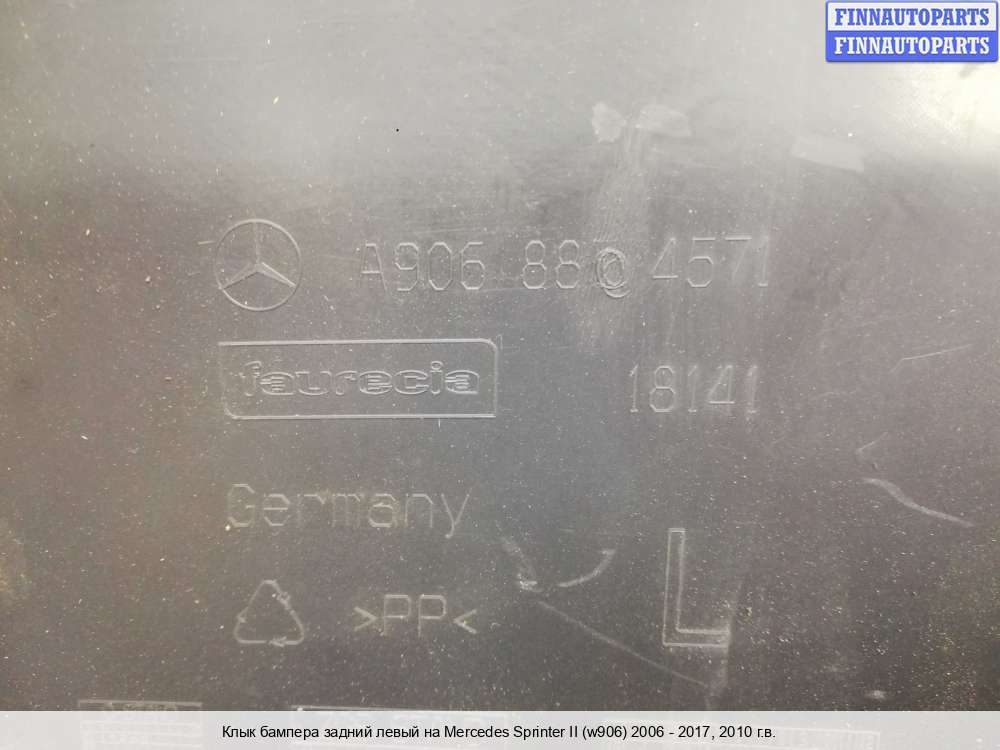 FINNAUTOPARTS
FINNAUTOPARTS
A906 880 4571
faurecia
18141
Germany
>PP<
L
Клык бампера задний левый на Mercedes Sprinter II (w906) 2006 - 2017, 2010 г.в.